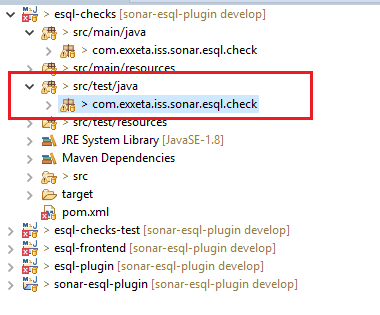 esql-checks [sonar-esql-plugin develop]
> src/main/java
> com.exxeta.iss.sonar.esql.check
> src/main/resources
> src/test/java
> com.exxeta.iss.sonar.esql.check
> src/test/resources
JRE System Library [JavaSE-1.8]
Maven Dependencies
> src
target
pom.xml
> esql-checks-test [sonar-esql-plugin develop]
> esql-frontend [sonar-esql-plugin develop]
> esql-plugin [sonar-esql-plugin develop]
> sonar-esql-plugin [sonar-esql-plugin develop]